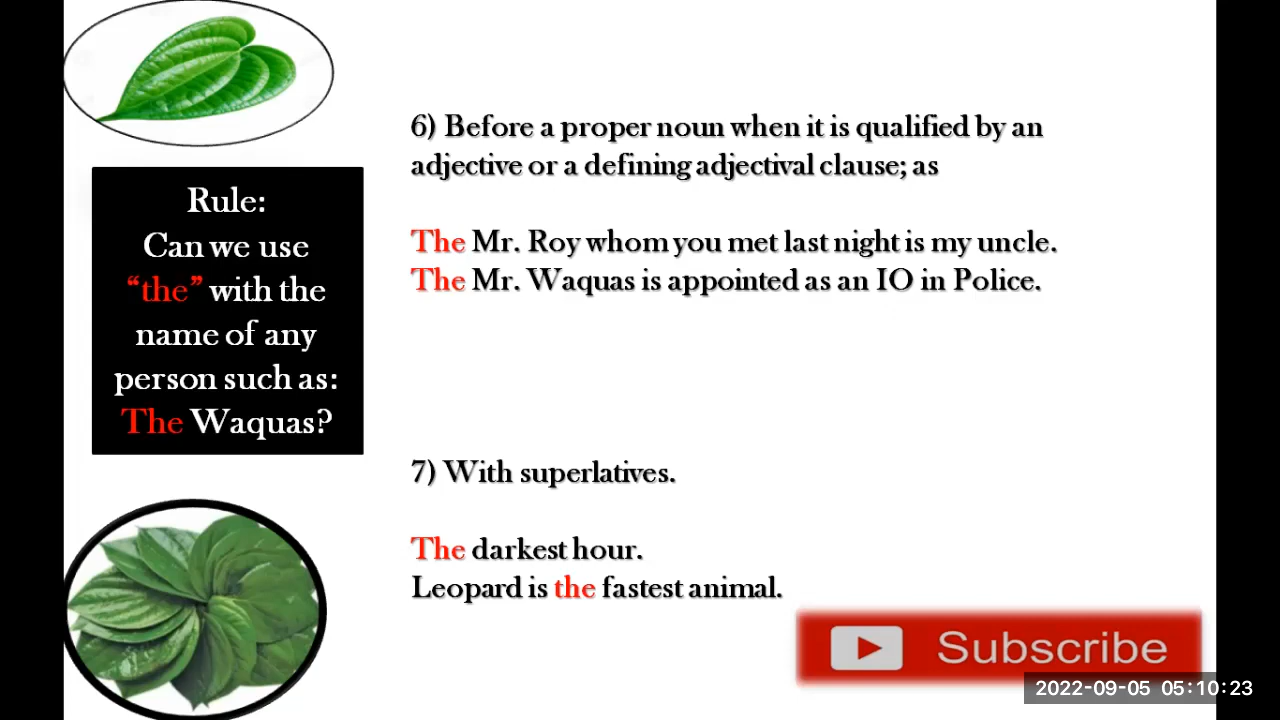 Rule:
Can we use
“the” with the
name of any
person such as:
The Waquas?
6) Before a proper noun when it is qualified by an
adjective or a defining adjectival clause; as
The Mr. Roy whom you met last night is my uncle.
The Mr. Waquas is appointed as an IO in Police.
7) With superlatives.
The darkest hour.
Leopard is the fastest animal.
Subscribe
2022-09-05 05:10:23